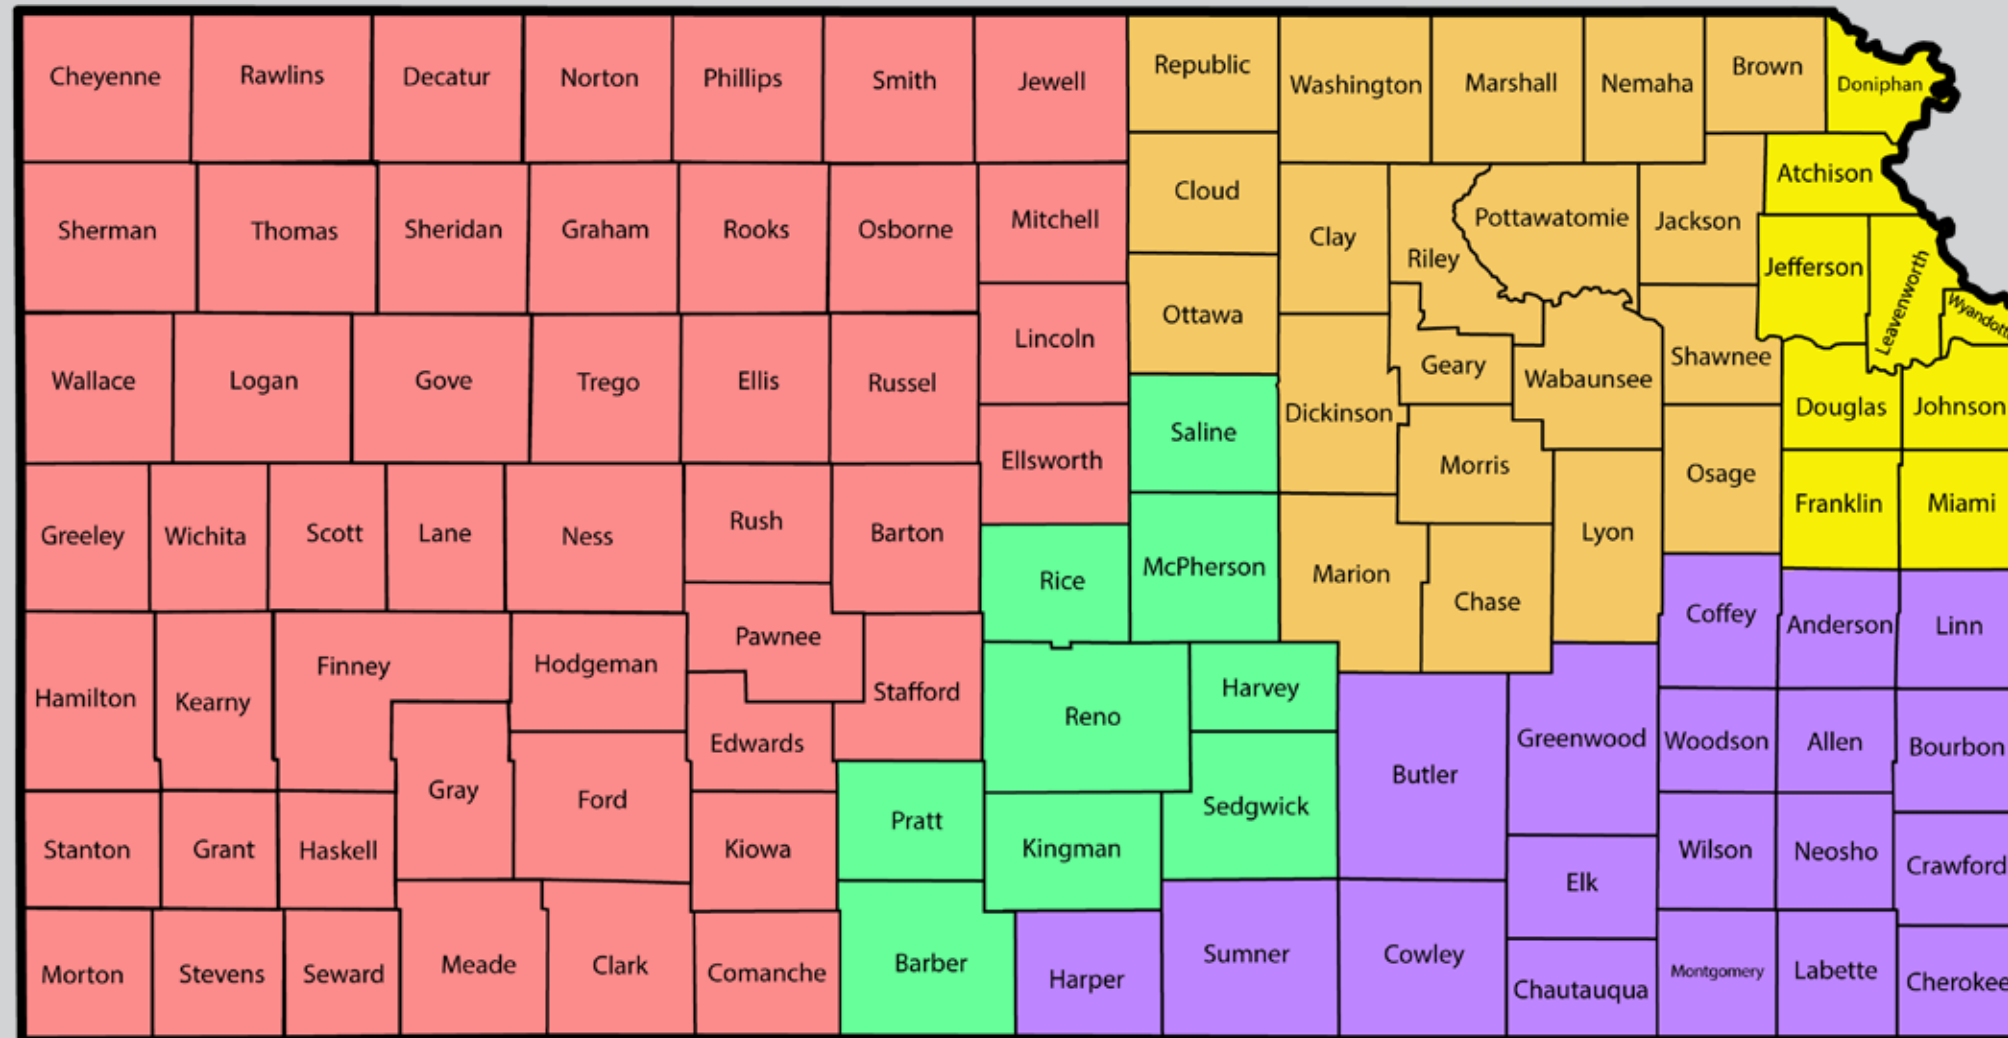 Cheyenne
Rawlins
Decatur
Norton
Phillips
Smith
Jewell
Republic
Washington
Marshall
Nemaha
Brown
Doniphan
Sherman
Thomas
Sheridan
Graham
Rooks
Osborne
Mitchell
Cloud
Clay
Riley
Pottawatomie
Jackson
Atchison
Jefferson
Leavenworth
Wyandott
Wallace
Logan
Gove
Trego
Ellis
Russel
Lincoln
Ottawa
Geary
Wabaunsee
Shawnee
Douglas
Johnson
Ellsworth
Saline
Dickinson
Morris
Osage
Franklin
Miami
Greeley
Wichita
Scott
Lane
Ness
Rush
Barton
Rice
McPherson
Marion
Chase
Lyon
Coffey
Anderson
Linn
Hamilton
Kearny
Finney
Hodgeman
Pawnee
Stafford
Edwards
Reno
Harvey
Butler
Greenwood
Woodson
Allen
Bourbon
Gray
Ford
Pratt
Sedgwick
Stanton
Grant
Haskell
Kiowa
Kingman
Elk
Wilson
Neosho
Crawford
Morton
Stevens
Seward
Meade
Clark
Comanche
Barber
Harper
Sumner
Cowley
Chautauqua
Montgomery
Labette
Cherokee